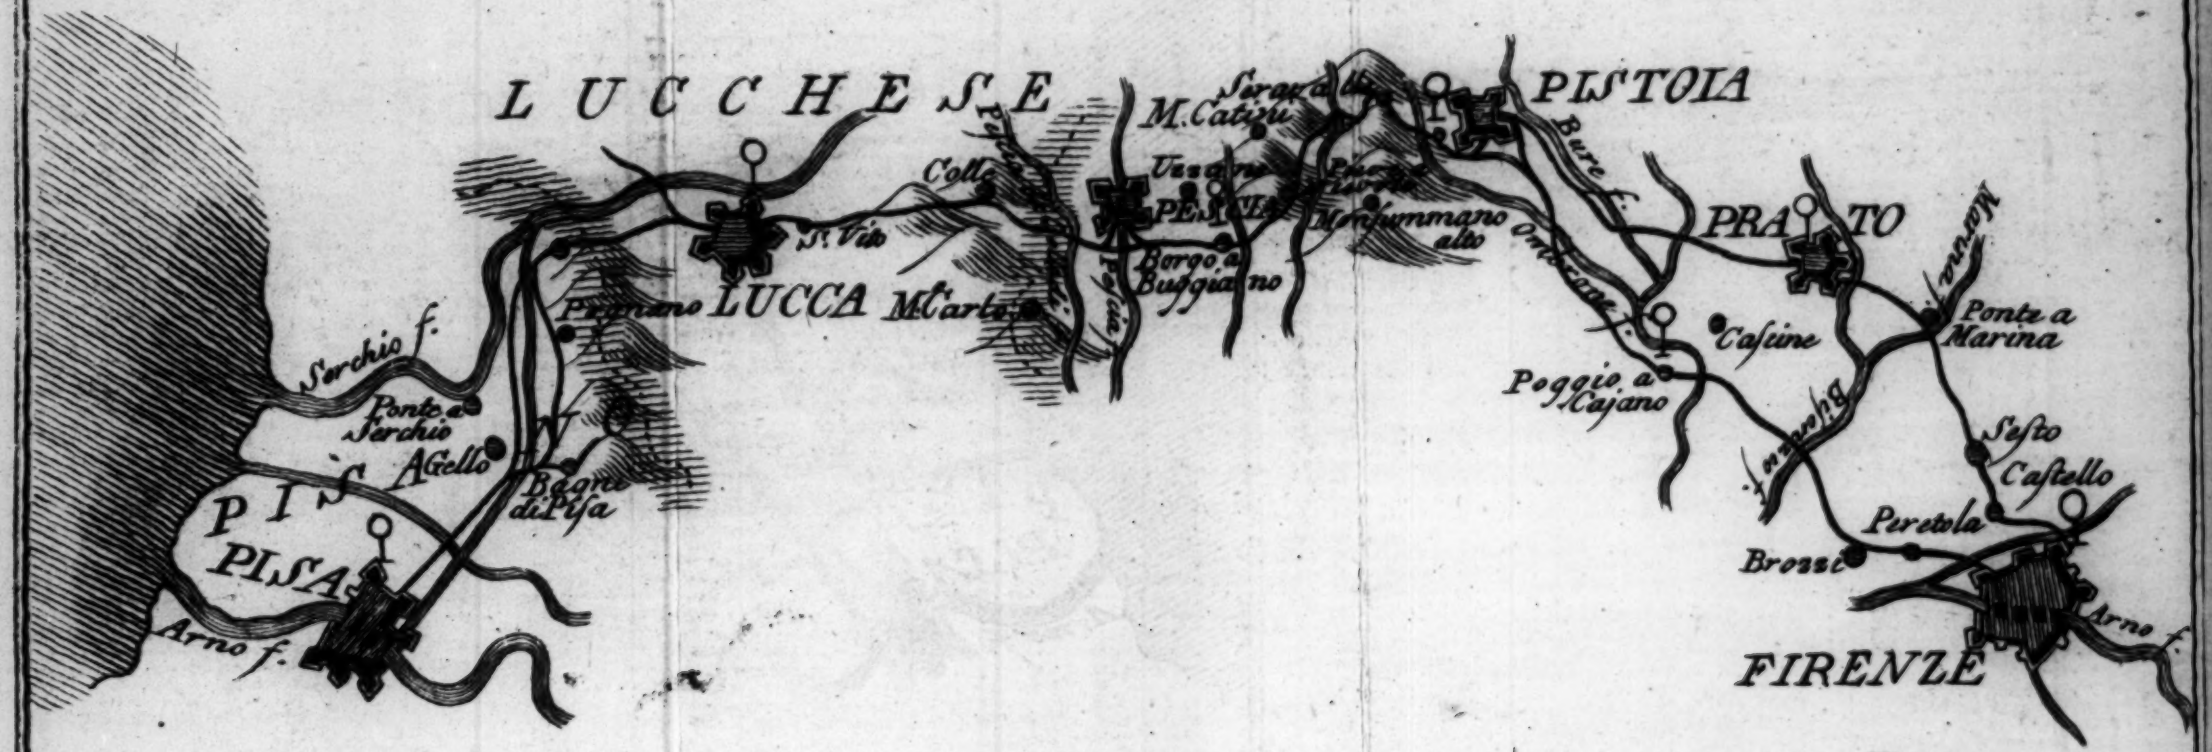 LUCCHESE
PISTOIA
M. Catini
Bure f.
Colle
Uzzano
PESCIA
Monsummano
alto
Ombrone f.
PRATO
Marina
S. Vito
LUCCA
M. Carlo
Pescia
Borgo a
Buggiano
Pugnano
Serchio f.
Ponte a
Serchio
AGello
Bagni
di Pisa
PIS
PISA
Arno f.
Caſcine
Ponte a
Marina
Poggio a
Cajano
Biſenzio f.
Seſto
Caſtello
Peretola
Brozzi
FIRENZE
Arno f.